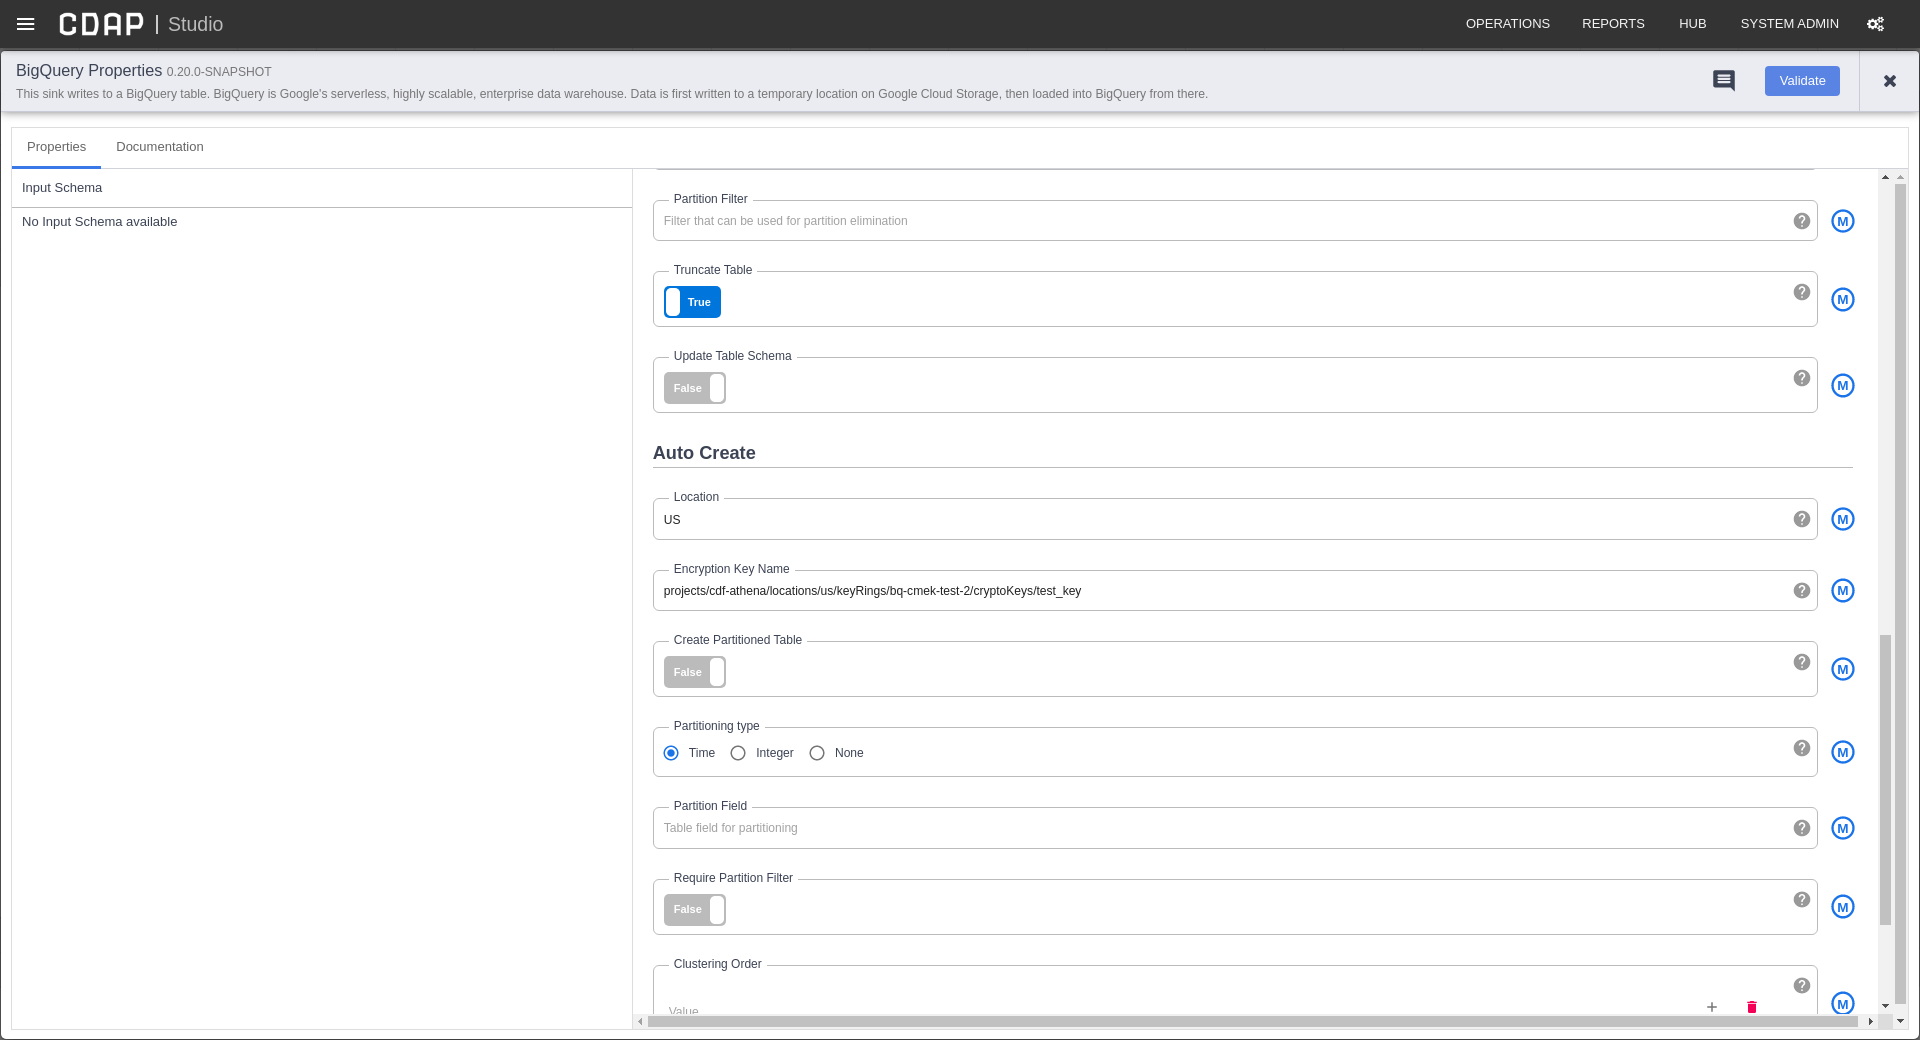 CDAP | Studio
OPERATIONS REPORTS HUB SYSTEM ADMIN
BigQuery Properties 0.20.0-SNAPSHOT
This sink writes to a BigQuery table. BigQuery is Google's serverless, highly scalable, enterprise data warehouse. Data is first written to a temporary location on Google Cloud Storage, then loaded into BigQuery from there.
Validate
Properties Documentation
Input Schema
No Input Schema available
Partition Filter
Filter that can be used for partition elimination
M
Truncate Table
True
M
Update Table Schema
False
M
Auto Create
Location
US
M
Encryption Key Name
projects/cdf-athena/locations/us/keyRings/bq-cmek-test-2/cryptoKeys/test_key
M
Create Partitioned Table
False
M
Partitioning type
Time Integer None
M
Partition Field
Table field for partitioning
M
Require Partition Filter
False
M
Clustering Order
Value
M